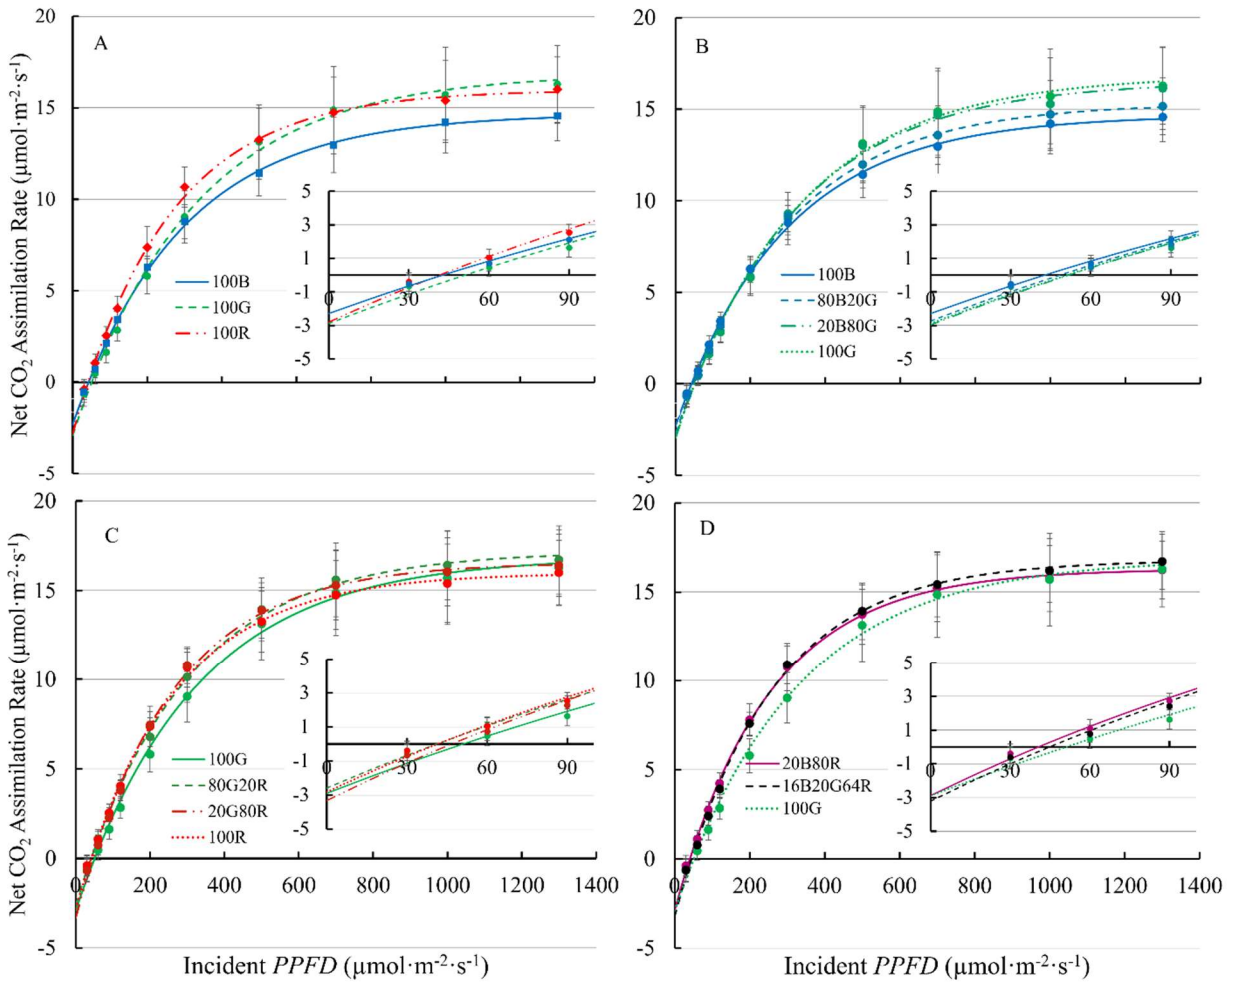 Net CO2 Assimilation Rate (µmol·m-2·s-1)
20
15
10
5
0
-5
A
100B
100G
100R
5
3
1
-1
-3
-5
0
30
60
90
20
15
10
5
0
-5
B
100B
80B20G
20B80G
100G
5
3
1
-1
-3
-5
0
30
60
90
Net CO2 Assimilation Rate (µmol·m-2·s-1)
20
15
10
5
0
-5
C
100G
80G20R
20G80R
100R
5
3
1
-1
-3
-5
0
30
60
90
0 200 400 600 800 1000 1200 1400
Incident PPFD (µmol·m-2·s-1)
20
15
10
5
0
-5
D
20B80R
16B20G64R
100G
5
3
1
-1
-3
-5
0
30
60
90
0 200 400 600 800 1000 1200 1400
Incident PPFD (µmol·m-2·s-1)